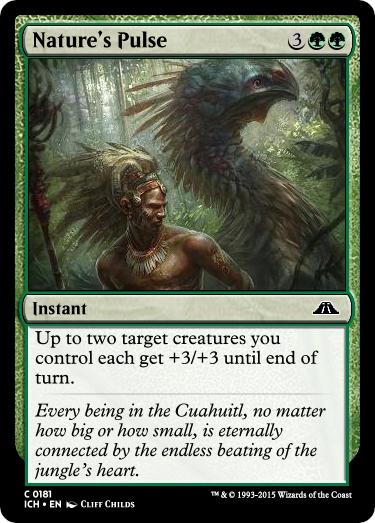 Nature's Pulse 3
Instant
Up to two target creatures you
control each get +3/+3 until end of
turn.
Every being in the Cuahuitl, no matter
how big or how small, is eternally
connected by the endless beating of the
jungle's heart.
C 0181
ICH • EN Cliff Childs
™ & © 1993-2015 Wizards of the Coast